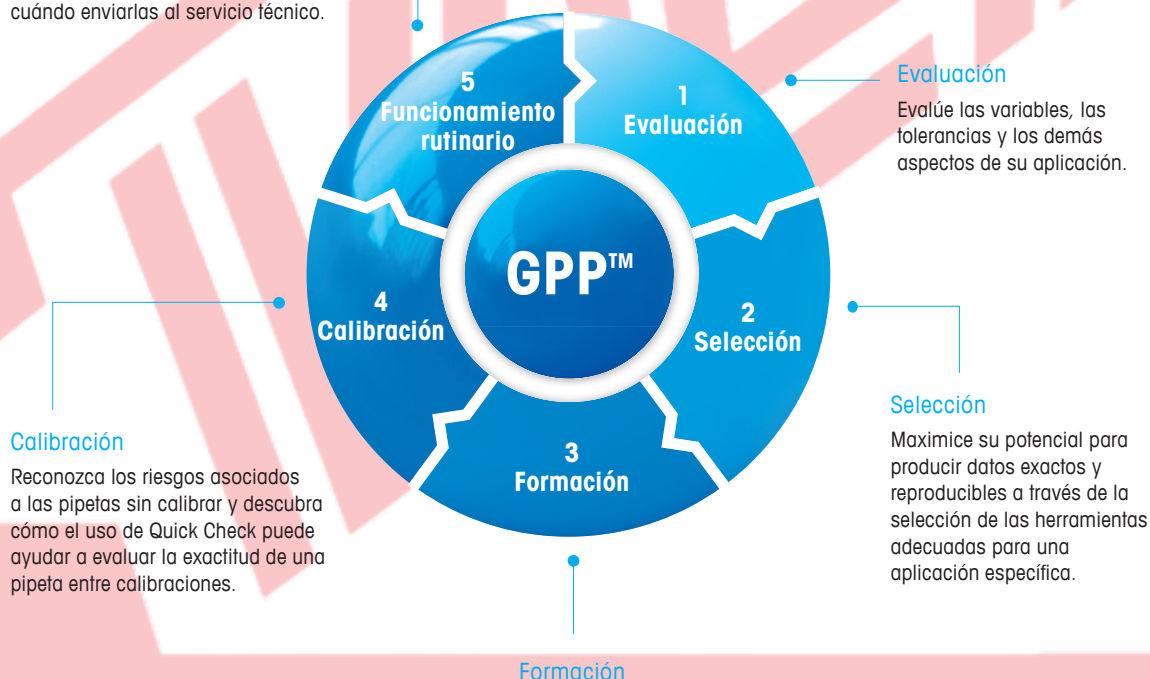 cuándo enviarlas al servicio técnico.
5
Funcionamiento
rutinario
1
Evaluación
Evaluación
Evalúe las variables, las
tolerancias y los demás
aspectos de su aplicación.
GPP™
4
Calibración
2
Selección
3
Formación
Calibración
Reconozca los riesgos asociados
a las pipetas sin calibrar y descubra
cómo el uso de Quick Check puede
ayudar a evaluar la exactitud de una
pipeta entre calibraciones.
Selección
Maximice su potencial para
producir datos exactos y
reproducibles a través de la
selección de las herramientas
adecuadas para una
aplicación específica.
Formación